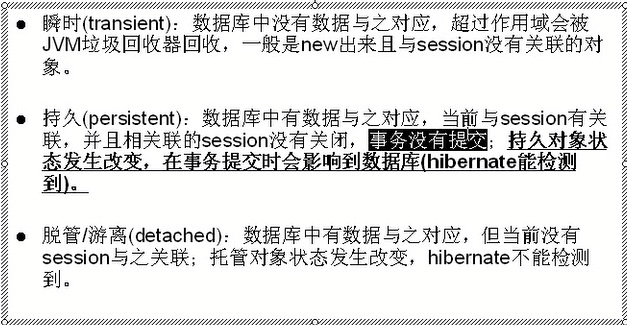 ● 瞬时(transient)：数据库中没有数据与之对应，超过作用域会被
JVM垃圾回收器回收，一般是new出来且与session没有关联的对
象。
● 持久(persistent)：数据库中有数据与之对应，当前与session有关
联，并且相关联的session没有关闭，事务没有提交；持久对象状
态发生改变，在事务提交时会影响到数据库(hibernate能检测
到)。
● 脱管/游离(detached)：数据库中有数据与之对应，但当前没有
session与之关联；托管对象状态发生改变，hibernate不能检测
到。